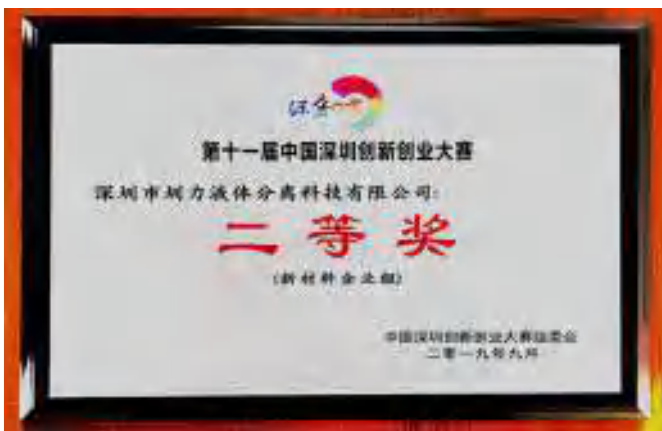 第十一届中国深圳创新创业大赛
深圳市圳力液体分离科技有限公司:
二等奖
(新材料企业组)
中国深圳创新创业大赛组委会
二零一九年九月